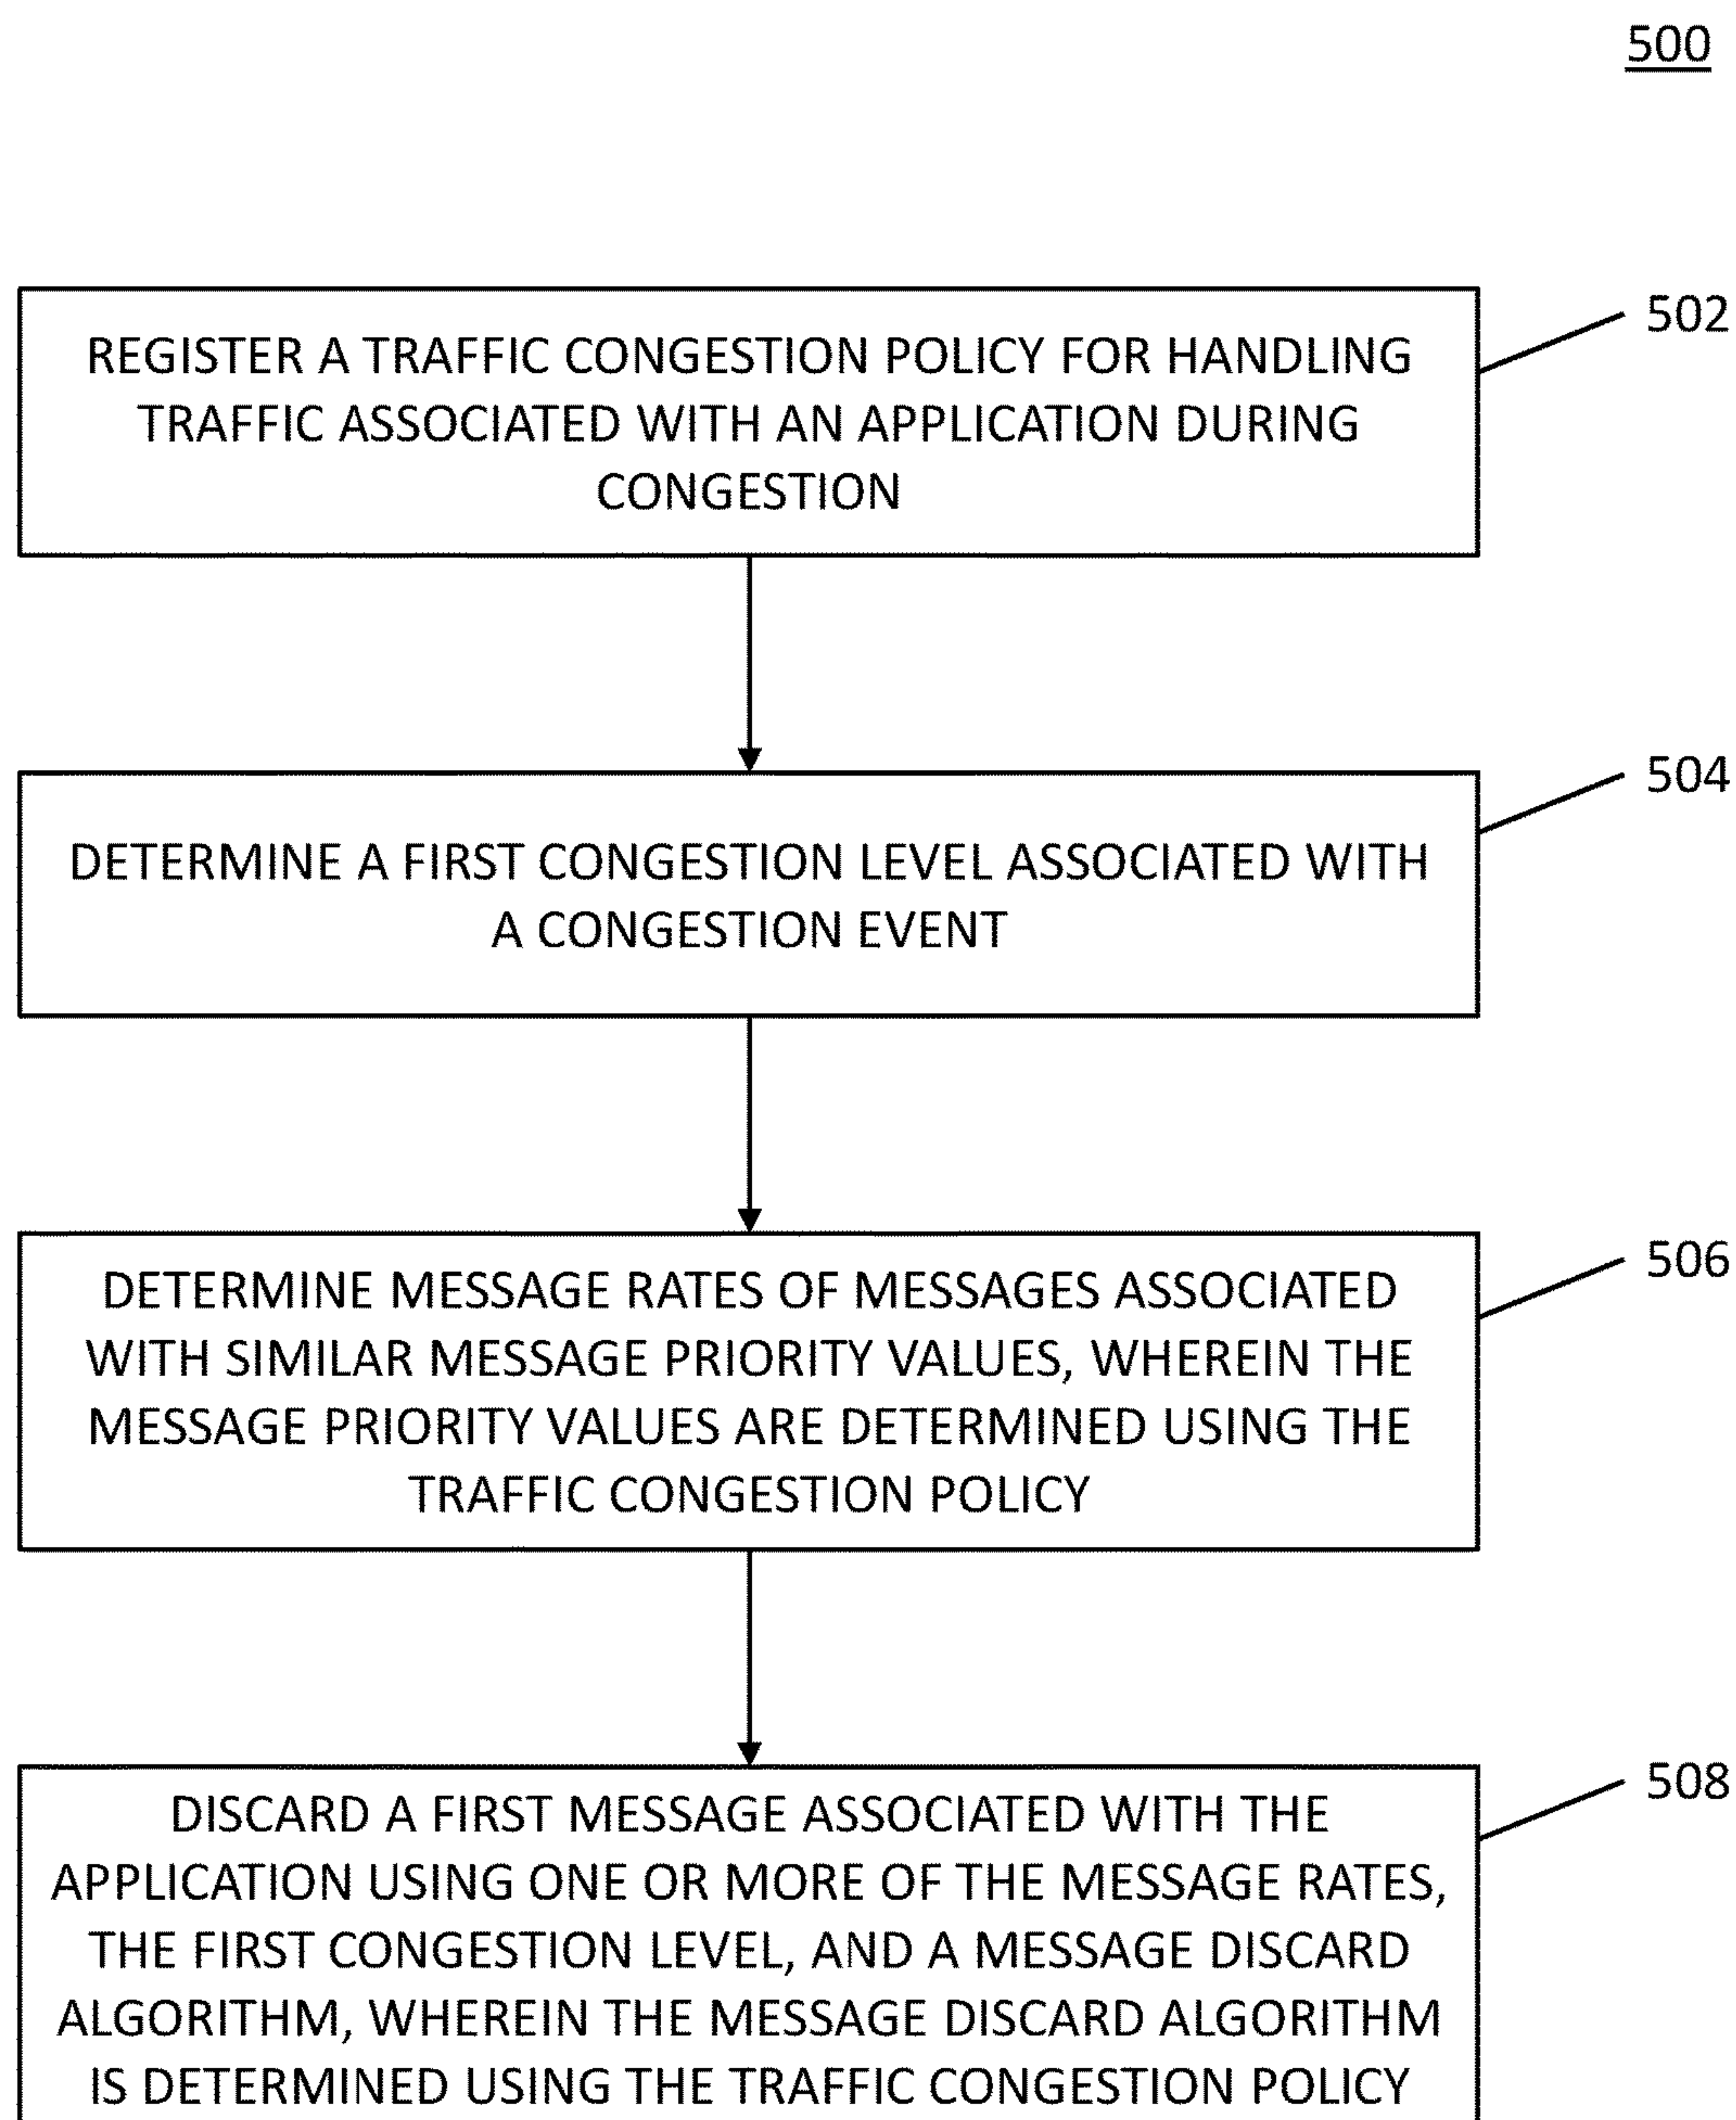 500
REGISTER A TRAFFIC CONGESTION POLICY FOR HANDLING
TRAFFIC ASSOCIATED WITH AN APPLICATION DURING
CONGESTION
502
DETERMINE A FIRST CONGESTION LEVEL ASSOCIATED WITH
A CONGESTION EVENT
504
DETERMINE MESSAGE RATES OF MESSAGES ASSOCIATED
WITH SIMILAR MESSAGE PRIORITY VALUES, WHEREIN THE
MESSAGE PRIORITY VALUES ARE DETERMINED USING THE
TRAFFIC CONGESTION POLICY
506
DISCARD A FIRST MESSAGE ASSOCIATED WITH THE
APPLICATION USING ONE OR MORE OF THE MESSAGE RATES,
THE FIRST CONGESTION LEVEL, AND A MESSAGE DISCARD
ALGORITHM, WHEREIN THE MESSAGE DISCARD ALGORITHM
IS DETERMINED USING THE TRAFFIC CONGESTION POLICY
508